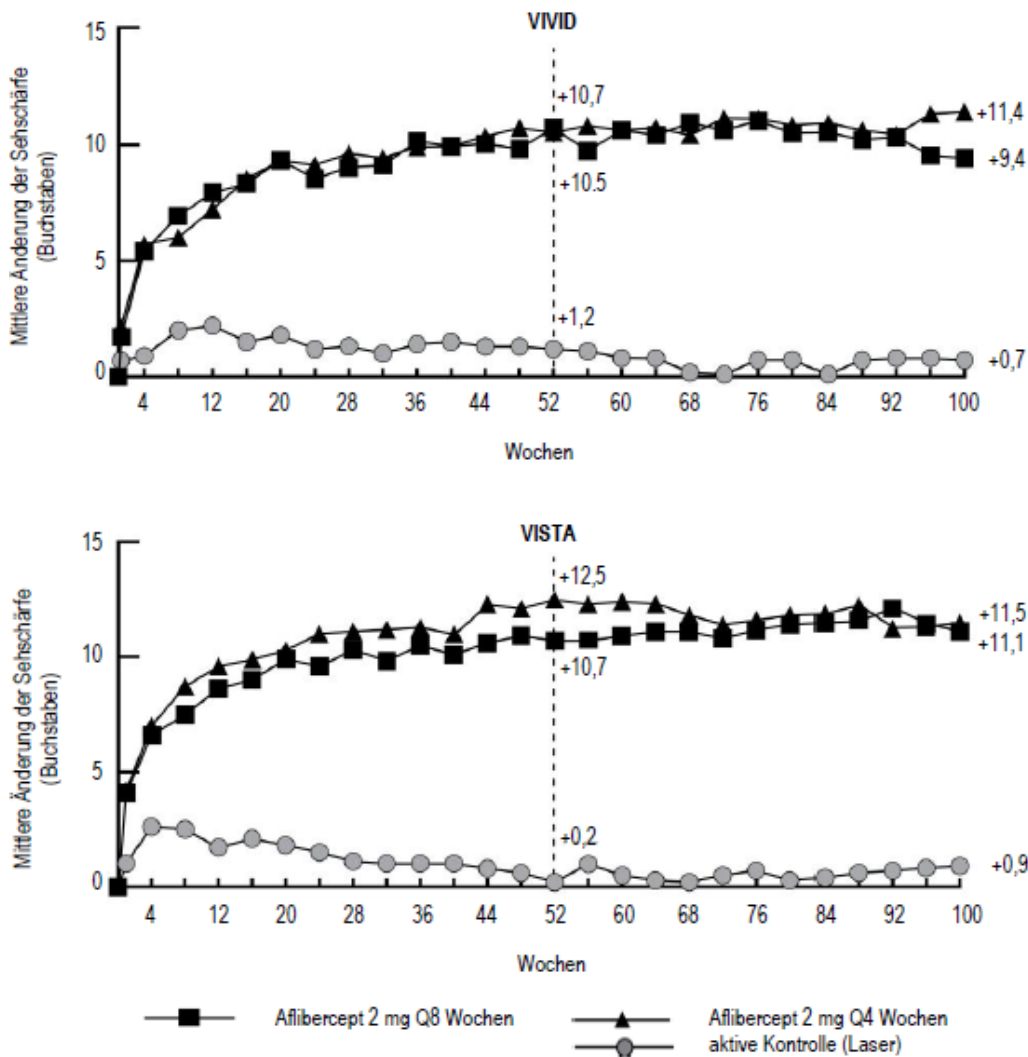 VIVID
15
10
5
0
Mittlere Änderung der Sehschärfe
(Buchstaben)
+10,7
+10.5
+1,2
+11,4
+9,4
+0,7
4 12 20 28 36 44 52 60 68 76 84 92 100
Wochen
VISTA
15
10
5
0
Mittlere Änderung der Sehschärfe
(Buchstaben)
+12,5
+10,7
+0,2
+11,5
+11,1
+0,9
4 12 20 28 36 44 52 60 68 76 84 92 100
Wochen
Aflibercept 2 mg Q8 Wochen
Aflibercept 2 mg Q4 Wochen
aktive Kontrolle (Laser)